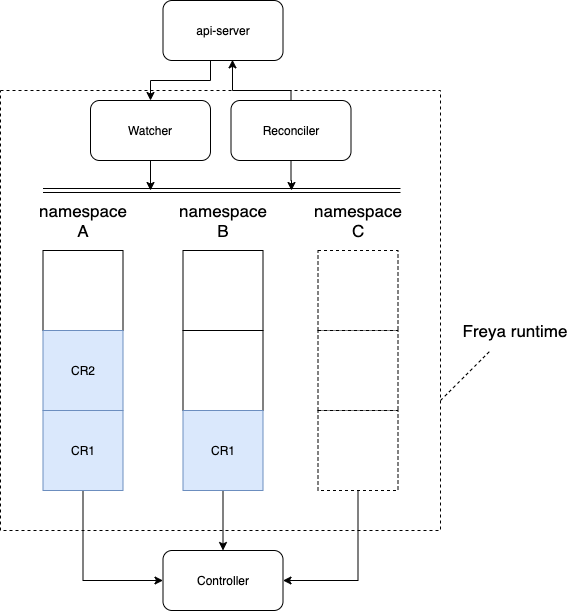 api-server
Watcher
Reconciler
namespace
A
namespace
B
namespace
C
Freya runtime
CR2
CR1
CR1
Controller